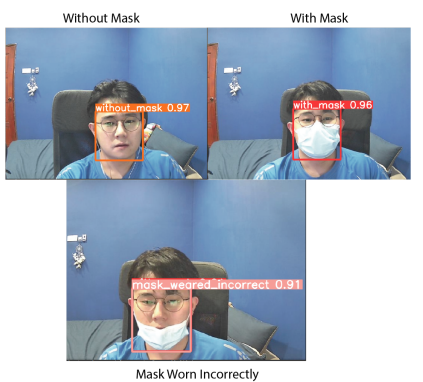 Without Mask
With Mask
without_mask 0.97
with_mask 0.96
mask_weared_incorrect 0.91
Mask Worn Incorrectly